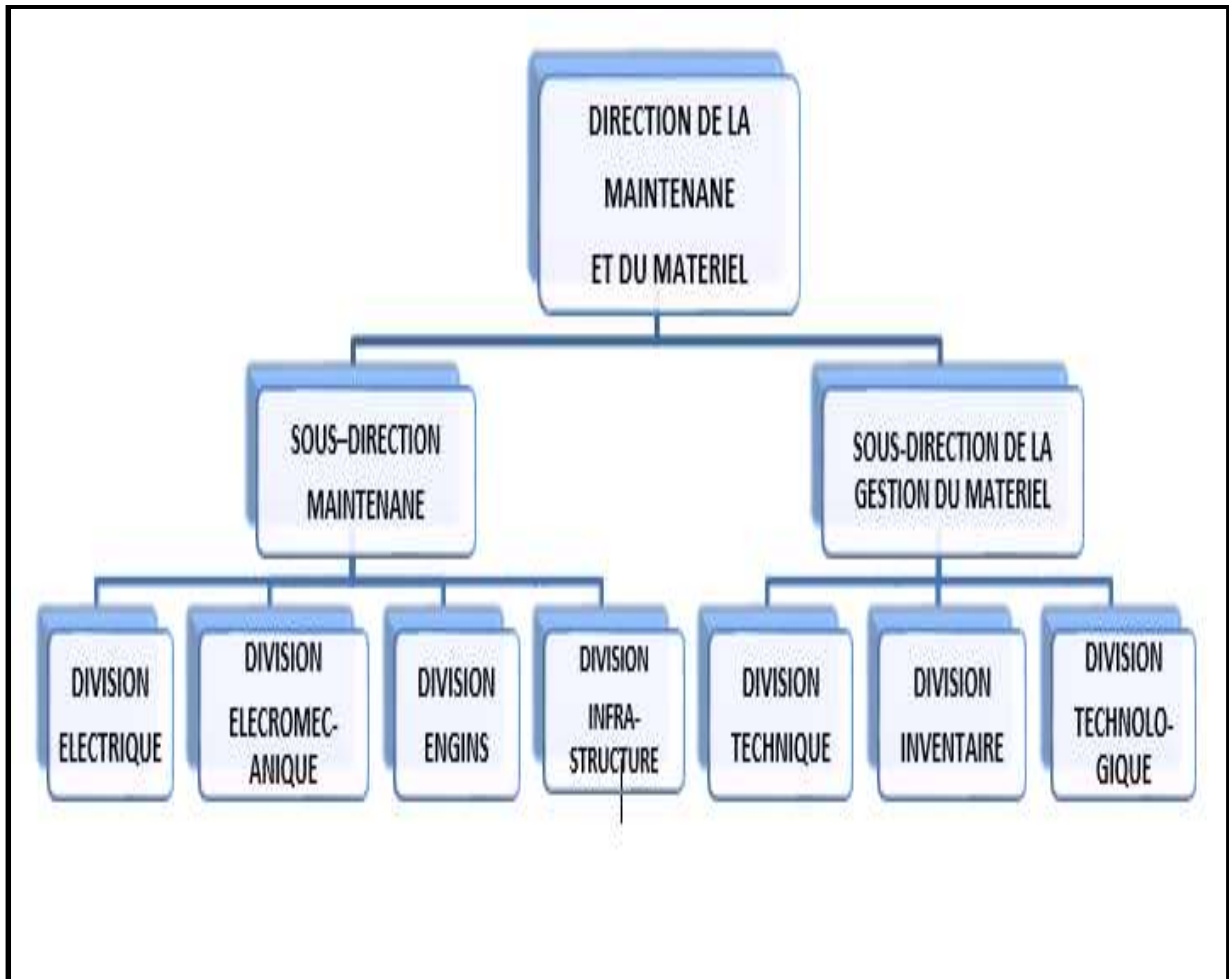 DIRECTION DE LA
MAINTENANE
ET DU MATERIEL
SOUS–DIRECTION
MAINTENANE
SOUS-DIRECTION DE LA
GESTION DU MATERIEL
DIVISION
ELECTRIQUE
DIVISION
ELECROMEC-
ANIQUE
DIVISION
ENGINS
DIVISION
INFRA-
STRUCTURE
DIVISION
TECHNIQUE
DIVISION
INVENTAIRE
DIVISION
TECHNOLO-
GIQUE